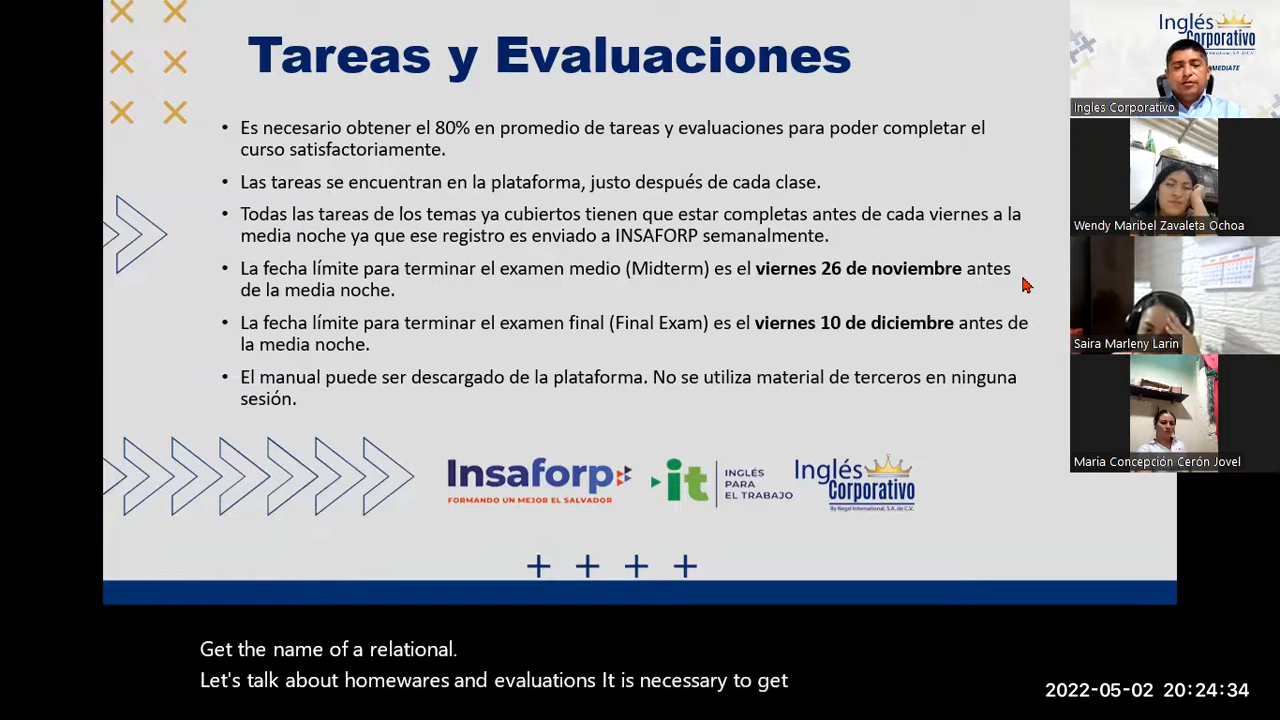 Tareas y Evaluaciones
• Es necesario obtener el 80% en promedio de tareas y evaluaciones para poder completar el
curso satisfactoriamente.
• Las tareas se encuentran en la plataforma, justo después de cada clase.
• Todas las tareas de los temas ya cubiertos tienen que estar completas antes de cada viernes a la
media noche ya que ese registro es enviado a INSAFORP semanalmente.
• La fecha límite para terminar el examen medio (Midterm) es el viernes 26 de noviembre antes
de la media noche.
• La fecha límite para terminar el examen final (Final Exam) es el viernes 10 de diciembre antes de
la media noche.
• El manual puede ser descargado de la plataforma. No se utiliza material de terceros en ninguna
sesión.
Insaforp
FORMANDO UN MEJOR EL SALVADOR
it
INGLÉS
PARA
EL TRABAJO
Inglés
Corporativo
By Regal International, S.A. de C.V.
Inglés
Corporativo
MEDIATE
Ingles Corporativo
Wendy Maribel Zavaleta Ochoa
Saira Marleny Larin
Maria Concepción Cerón Jovel
Get the name of a relational.
Let's talk about homewares and evaluations It is necessary to get
2022-05-02 20:24:34